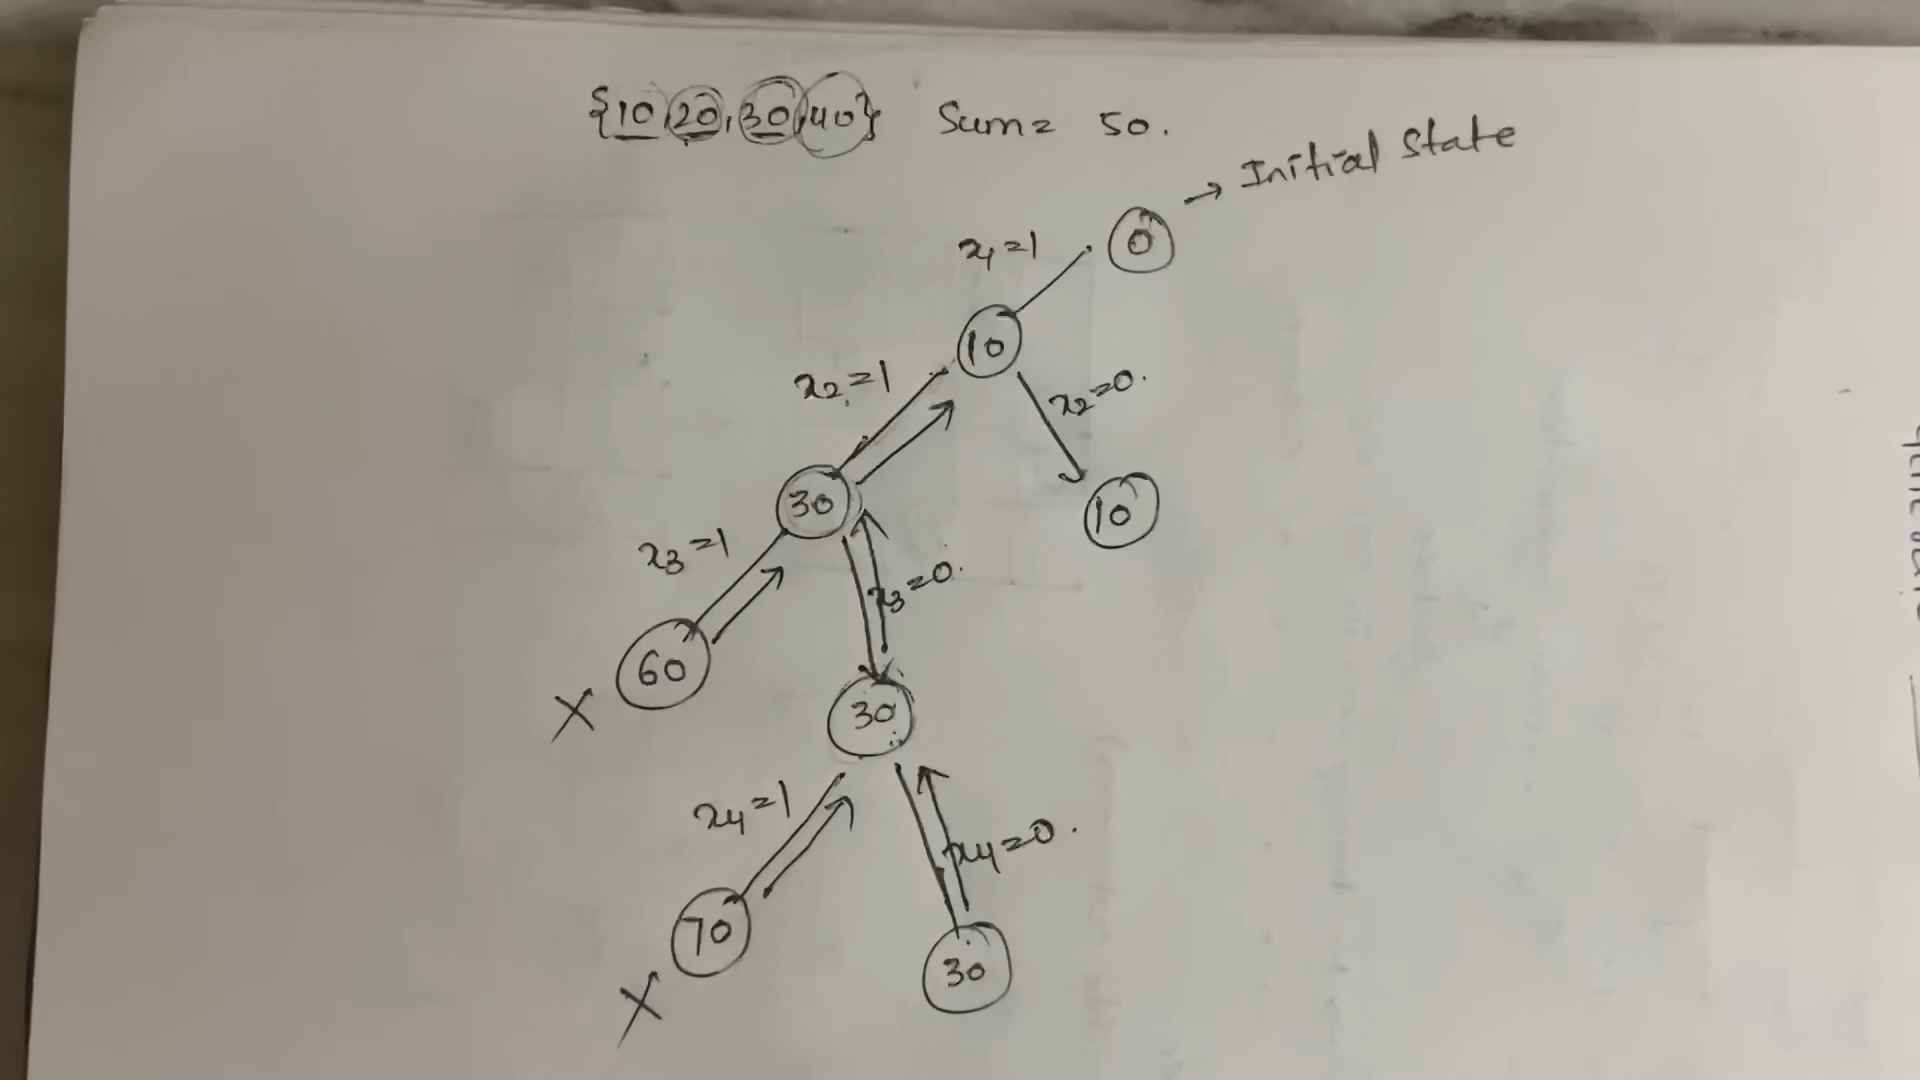 {10,20,30,40} Sum= 50.
→ Initial State
0
x1=1
10
x2=1
x2=0.
30
10
x3=1
x3=0.
60
X
30
x4=1
x4=0.
70
30
X